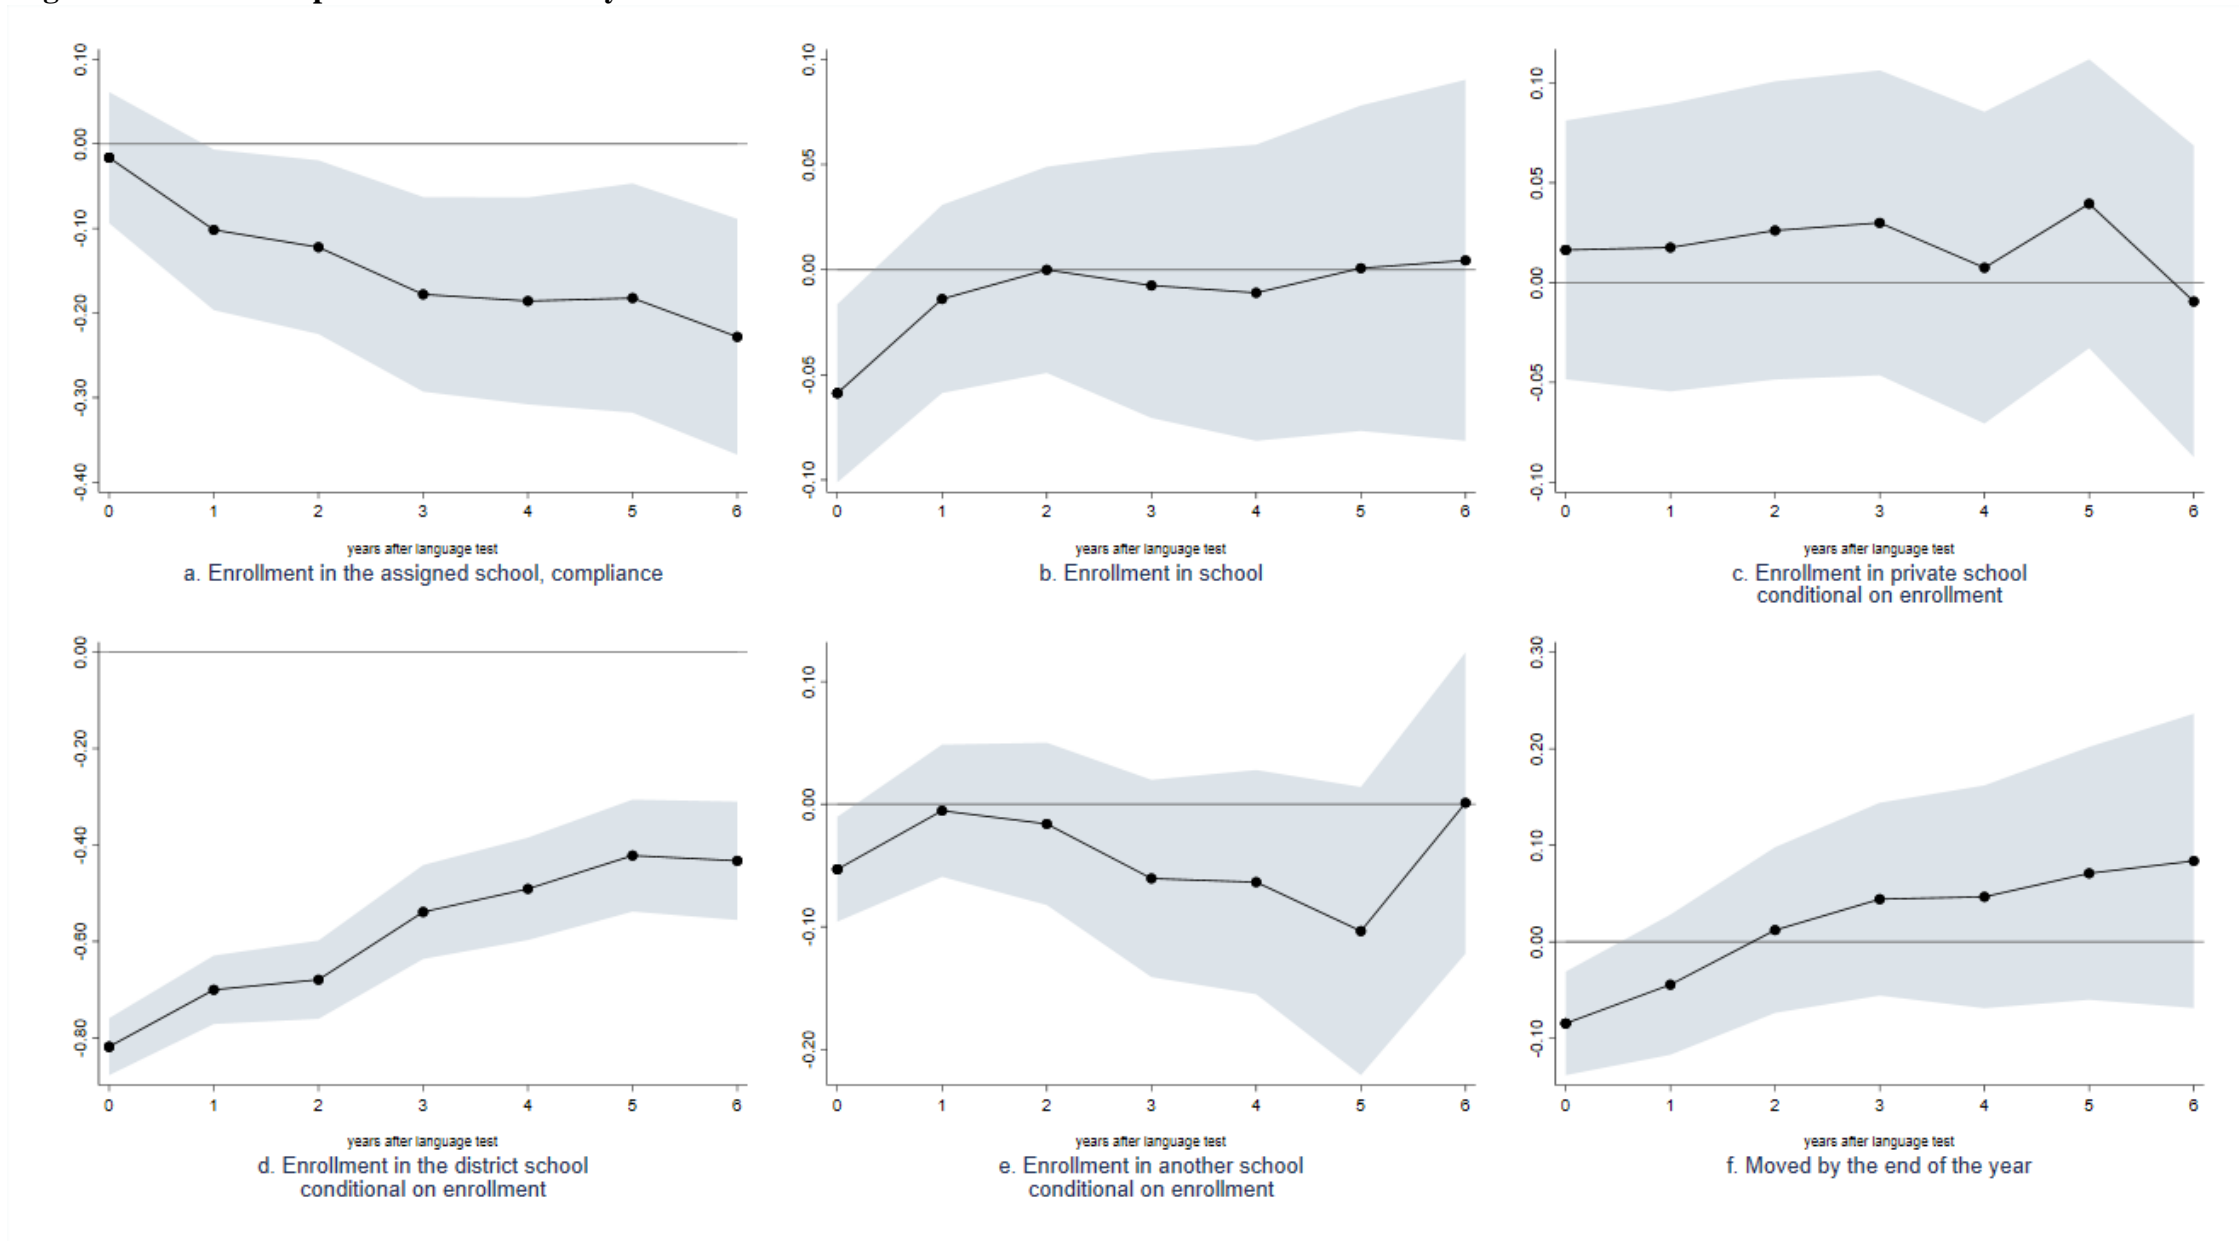 0.10
0.00
-0.10
-0.20
-0.30
-0.40
0 1 2 3 4 5 6
years after language test
a. Enrollment in the assigned school, compliance
0.10
0.05
0.00
-0.05
-0.10
0 1 2 3 4 5 6
years after language test
b. Enrollment in school
0.10
0.05
0.00
-0.05
-0.10
0 1 2 3 4 5 6
years after language test
c. Enrollment in private school
conditional on enrollment
0.00
-0.20
-0.40
-0.60
-0.80
0 1 2 3 4 5 6
years after language test
d. Enrollment in the district school
conditional on enrollment
0.10
0.00
-0.10
-0.20
0 1 2 3 4 5 6
years after language test
e. Enrollment in another school
conditional on enrollment
0.30
0.20
0.10
0.00
-0.10
0 1 2 3 4 5 6
years after language test
f. Moved by the end of the year